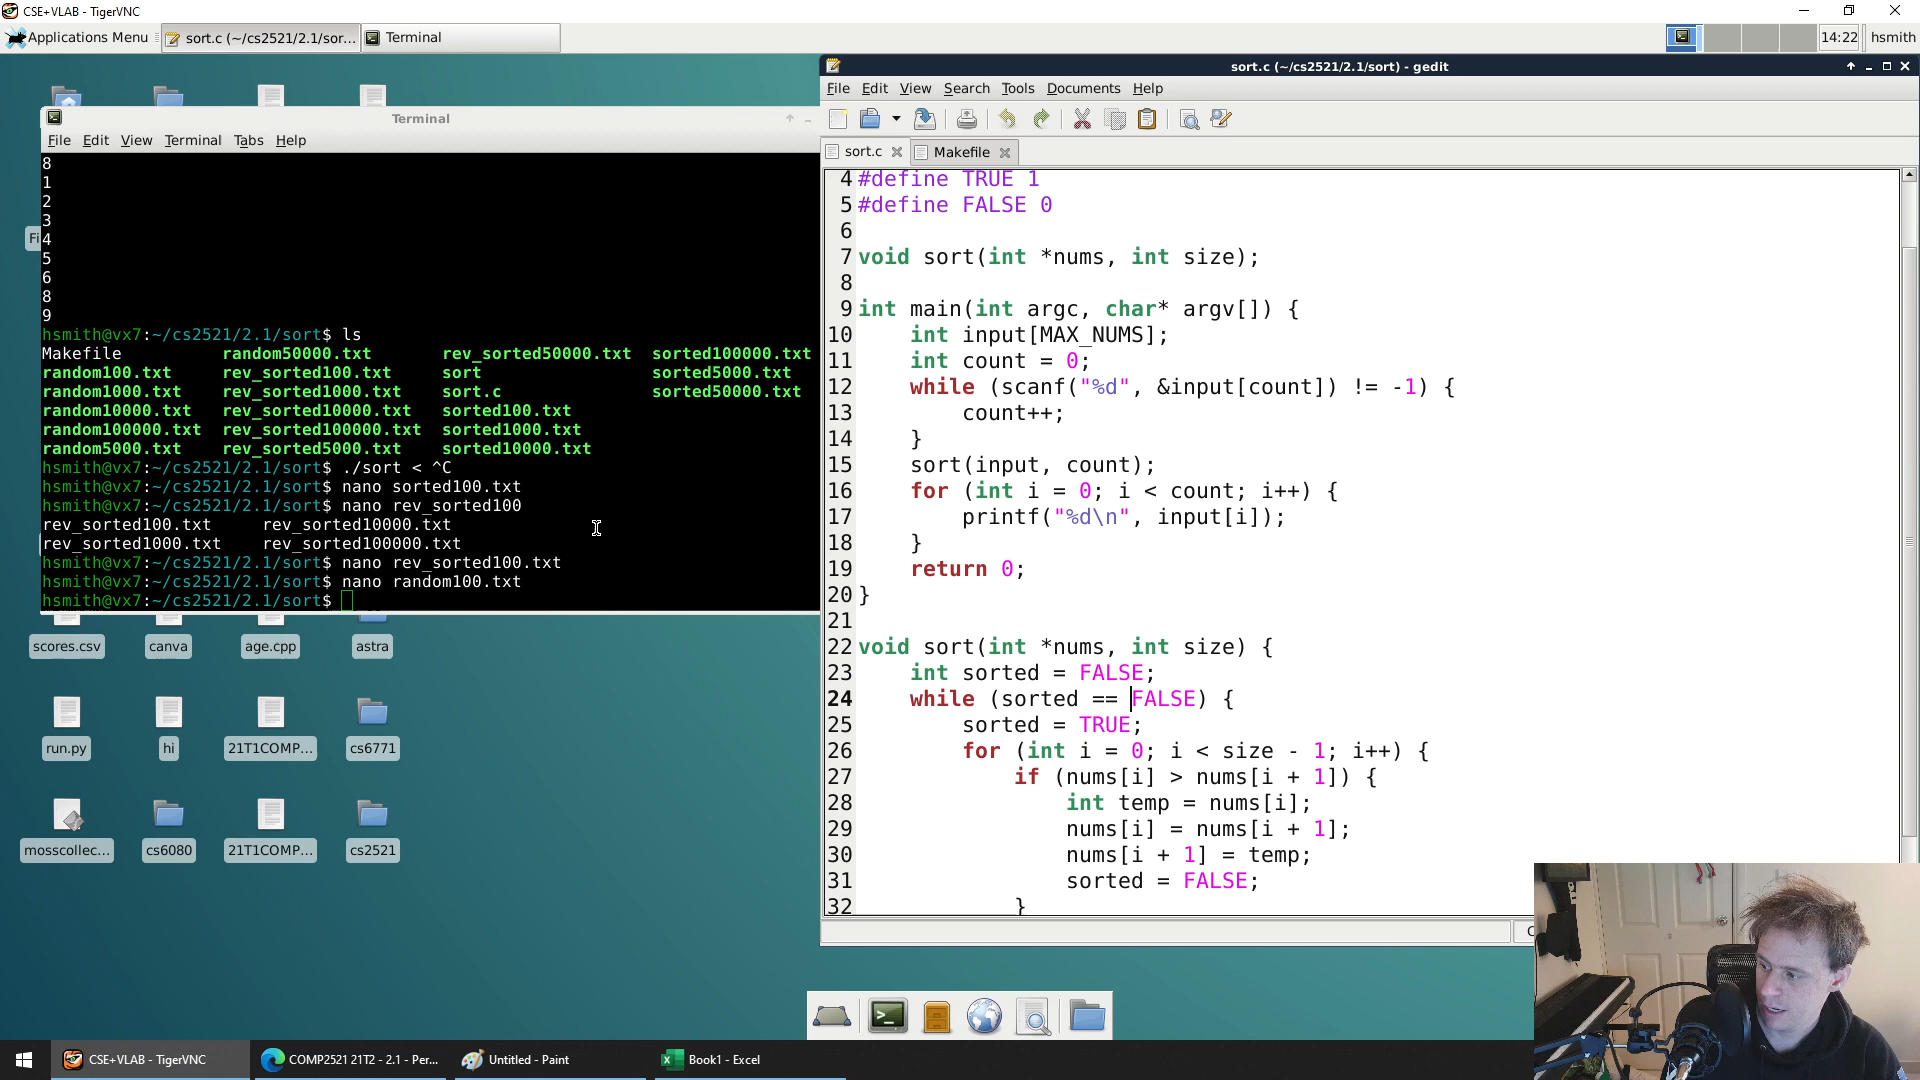 CSE+VLAB - TigerVNC
Applications Menu
sort.c (~/cs2521/2.1/sor...
Terminal
14:22
hsmith
Terminal
File Edit View Terminal Tabs Help
8
1
2
3
4
5
6
8
9
hsmith@vx7:~/cs2521/2.1/sort$ ls
Makefile random50000.txt rev_sorted50000.txt sorted100000.txt
random100.txt rev_sorted100.txt sort sorted5000.txt
random1000.txt rev_sorted1000.txt sort.c sorted50000.txt
random10000.txt rev_sorted10000.txt sorted100.txt
random100000.txt rev_sorted100000.txt sorted1000.txt
random5000.txt rev_sorted5000.txt sorted10000.txt
hsmith@vx7:~/cs2521/2.1/sort$ ./sort < ^C
hsmith@vx7:~/cs2521/2.1/sort$ nano sorted100.txt
hsmith@vx7:~/cs2521/2.1/sort$ nano rev_sorted100
rev_sorted100.txt rev_sorted10000.txt
rev_sorted1000.txt rev_sorted100000.txt
hsmith@vx7:~/cs2521/2.1/sort$ nano rev_sorted100.txt
hsmith@vx7:~/cs2521/2.1/sort$ nano random100.txt
hsmith@vx7:~/cs2521/2.1/sort$
Fi
scores.csv
canva
age.cpp
astra
run.py
hi
21T1COMP...
cs6771
mosscollec...
cs6080
21T1COMP...
cs2521
sort.c (~/cs2521/2.1/sort) - gedit
File Edit View Search Tools Documents Help
sort.c
Makefile
4 #define TRUE 1
5 #define FALSE 0
6
7 void sort(int *nums, int size);
8
9 int main(int argc, char* argv[]) {
10     int input[MAX_NUMS];
11     int count = 0;
12     while (scanf("%d", &input[count]) != -1) {
13         count++;
14     }
15     sort(input, count);
16     for (int i = 0; i < count; i++) {
17         printf("%d\n", input[i]);
18     }
19     return 0;
20 }
21
22 void sort(int *nums, int size) {
23     int sorted = FALSE;
24     while (sorted == FALSE) {
25         sorted = TRUE;
26         for (int i = 0; i < size - 1; i++) {
27             if (nums[i] > nums[i + 1]) {
28                 int temp = nums[i];
29                 nums[i] = nums[i + 1];
30                 nums[i + 1] = temp;
31                 sorted = FALSE;
32             }
CSE+VLAB - TigerVNC
COMP2521 21T2 - 2.1 - Per...
Untitled - Paint
Book1 - Excel